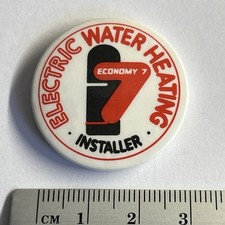 ELECTRIC WATER HEATING
ECONOMY 7
7
· INSTALLER ·
CM 1 2 3